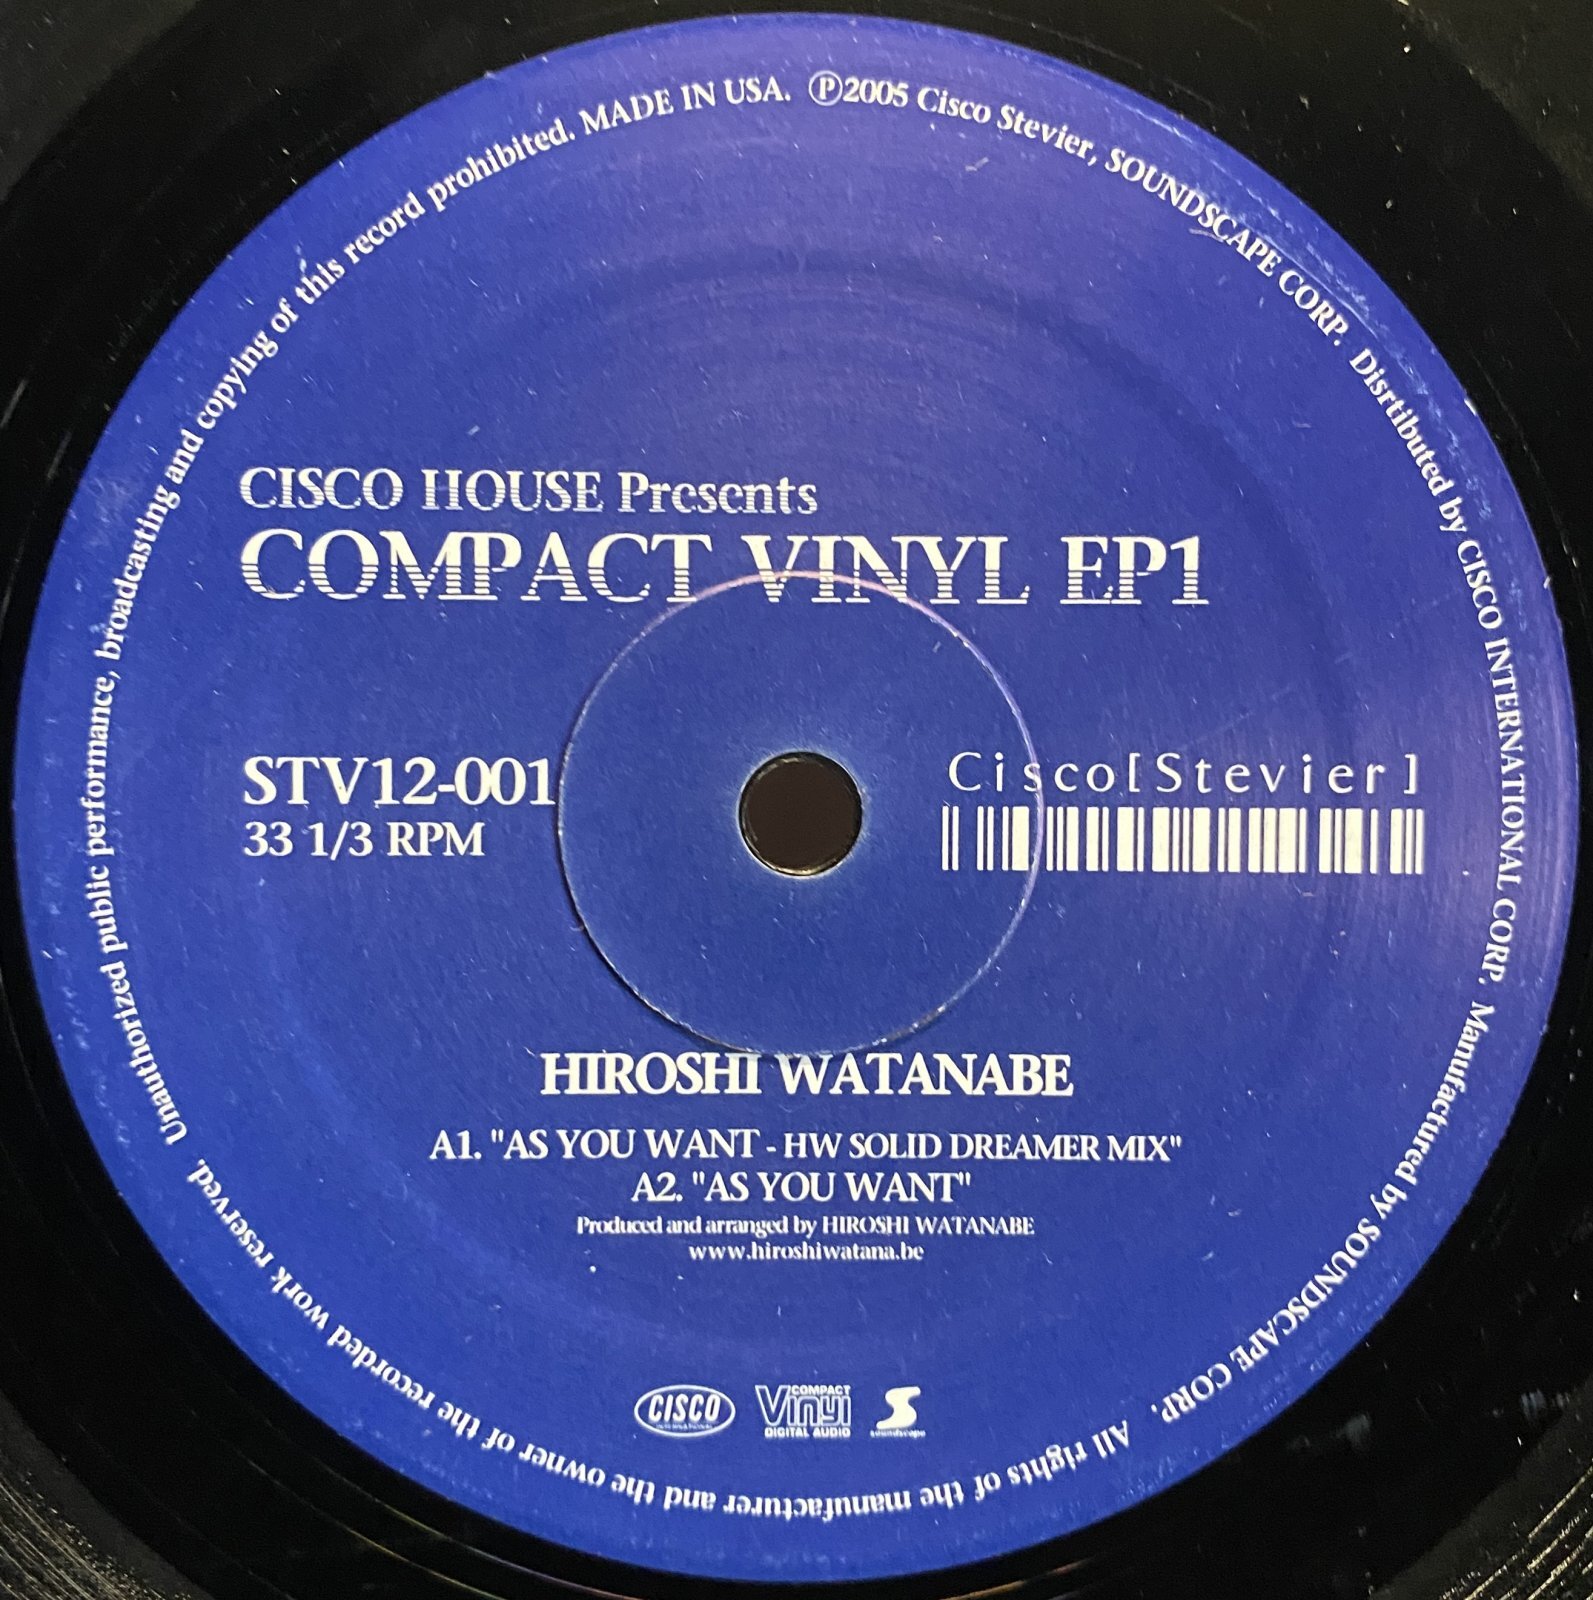 CISCO HOUSE Presents
COMPACT VINYL EP1
STV12-001
33 1/3 RPM
Cisco[Stevier]
HIROSHI WATANABE
A1. "AS YOU WANT - HW SOLID DREAMER MIX"
A2. "AS YOU WANT"
Produced and arranged by HIROSHI WATANABE
www.hiroshiwatana.be
CISCO
COMPACT
Vinyl
DIGITAL AUDIO
soundscape
℗2005 Cisco Stevier, SOUNDSCAPE CORP. Disrtibuted by CISCO INTERNATIONAL CORP. Manufactured by SOUNDSCAPE CORP. All rights of the manufacturer and the owner of the recorded work reserved. Unauthorized public performance, broadcasting and copying of this record prohibited. MADE IN USA.